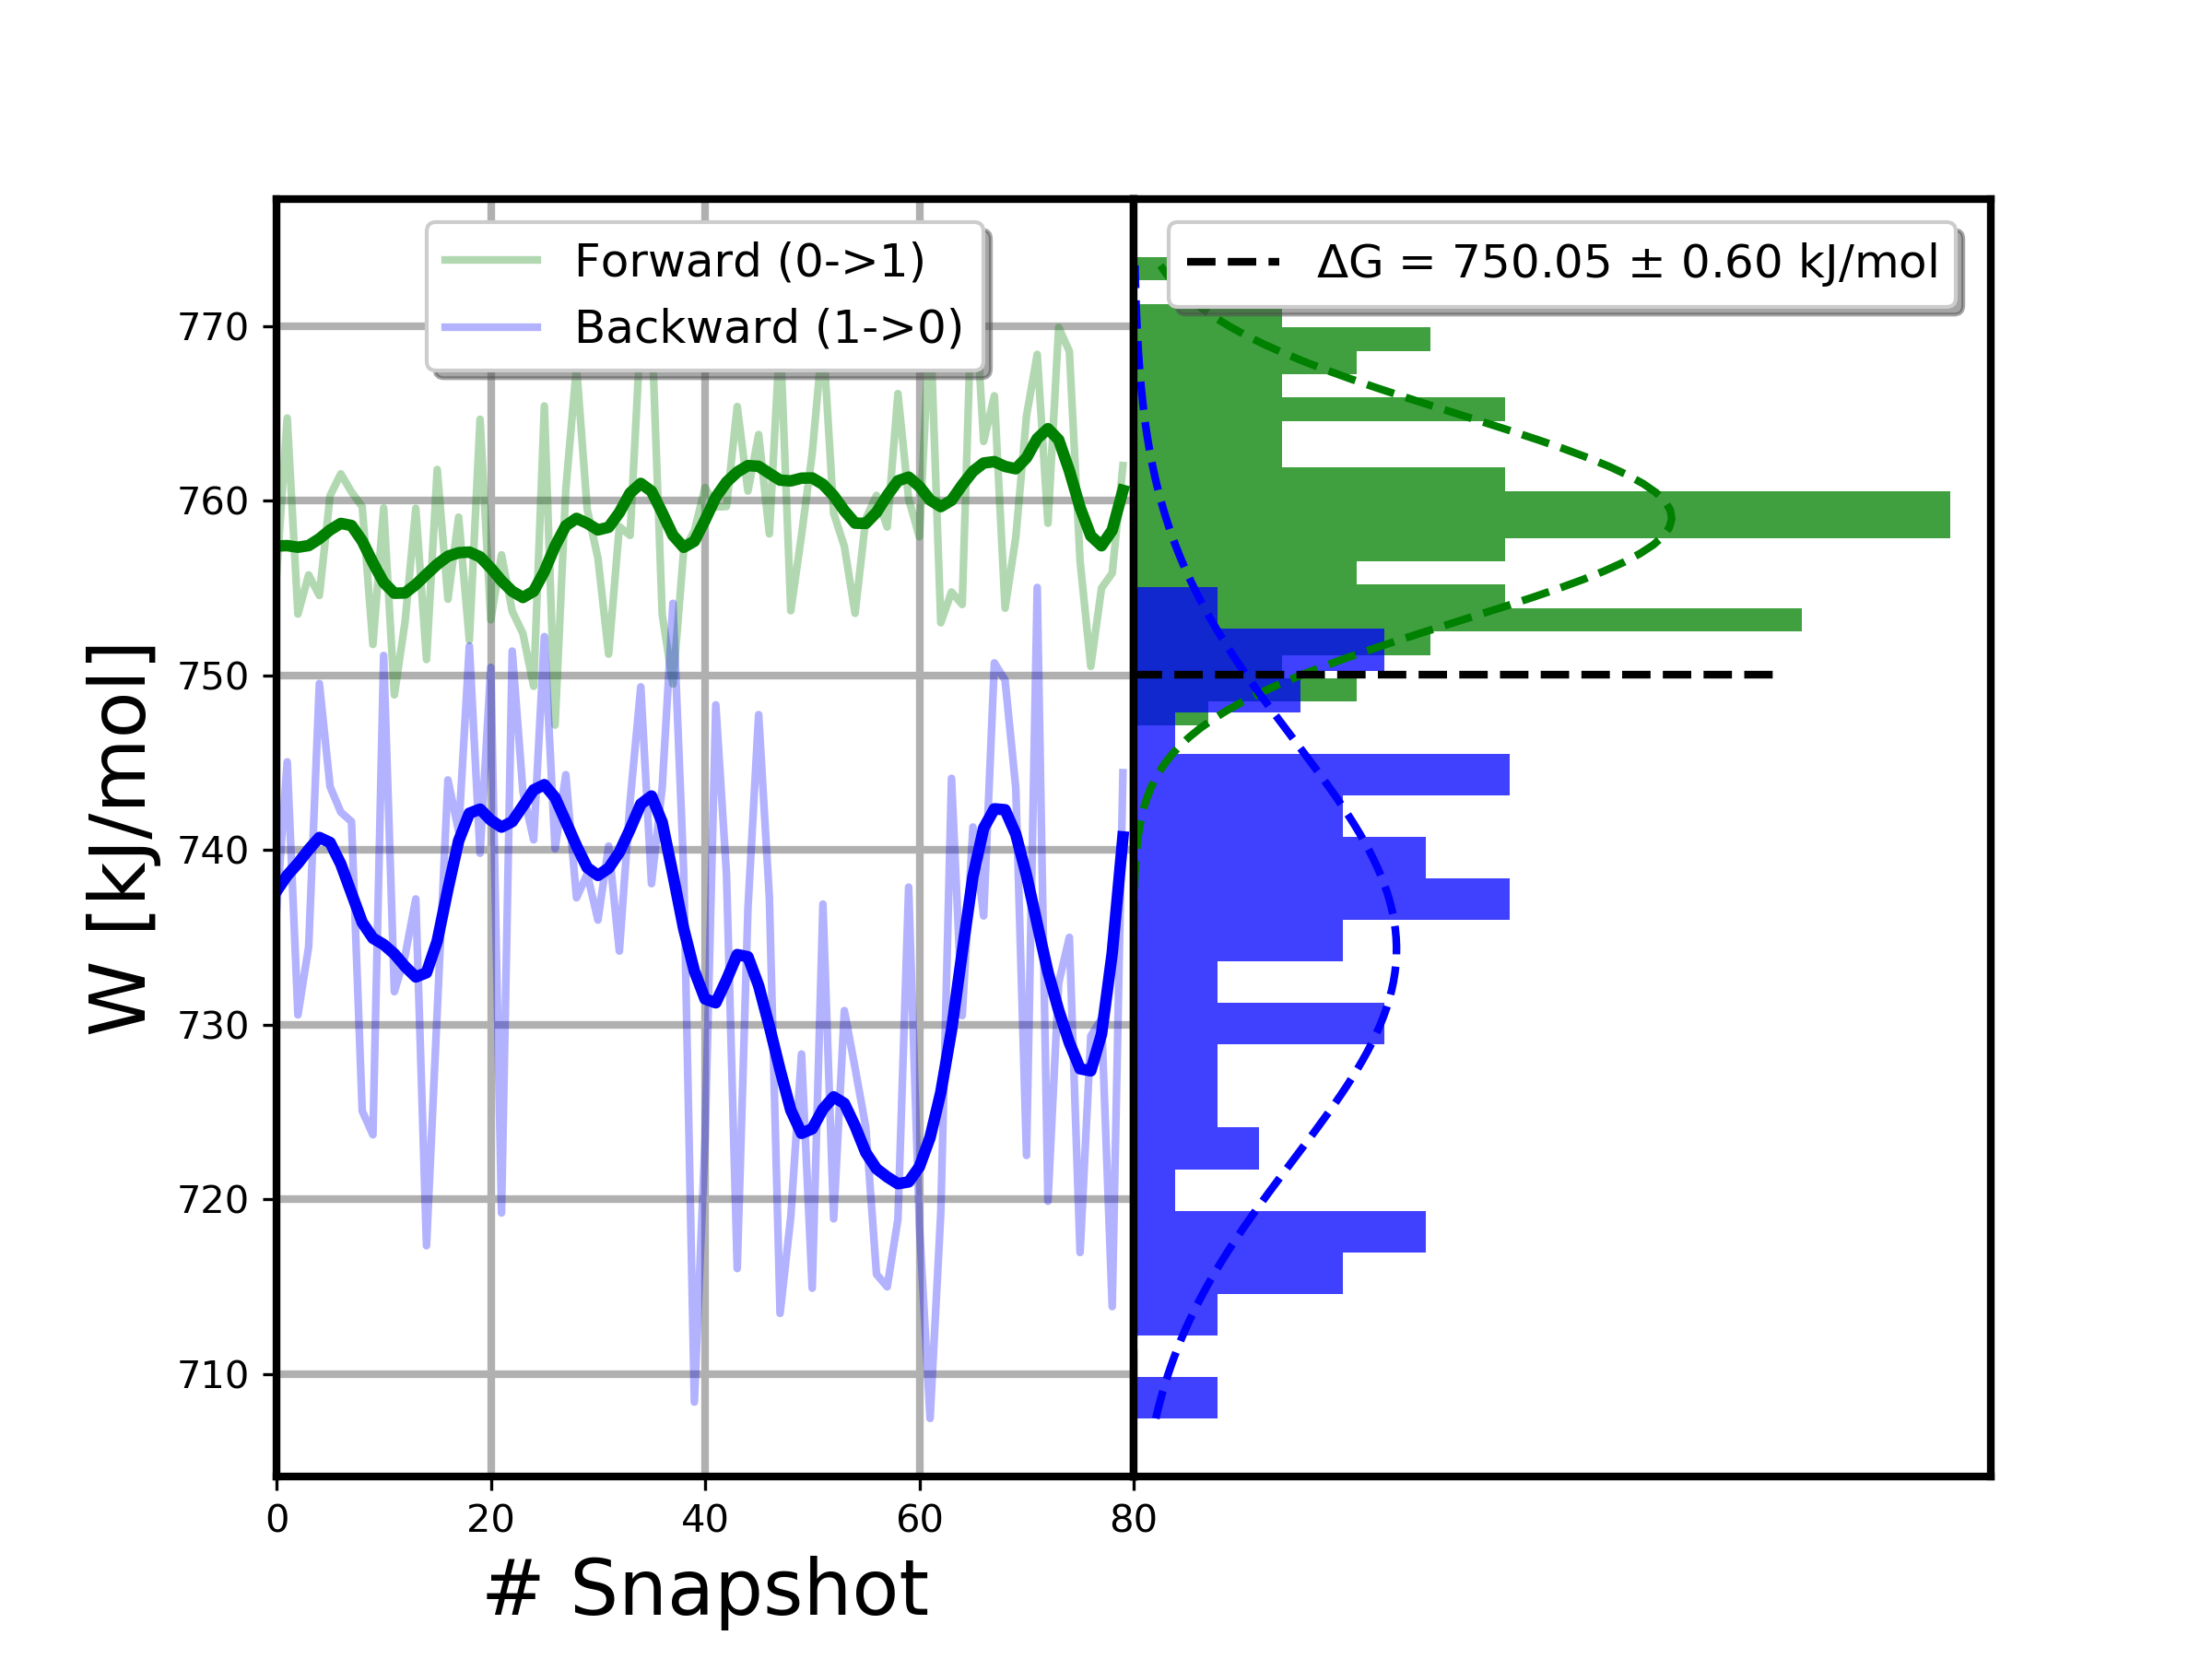 Forward (0->1)
Backward (1->0)
ΔG = 750.05 ± 0.60 kJ/mol
770
760
750
740
730
720
710
W [kJ/mol]
0
20
40
60
80
# Snapshot